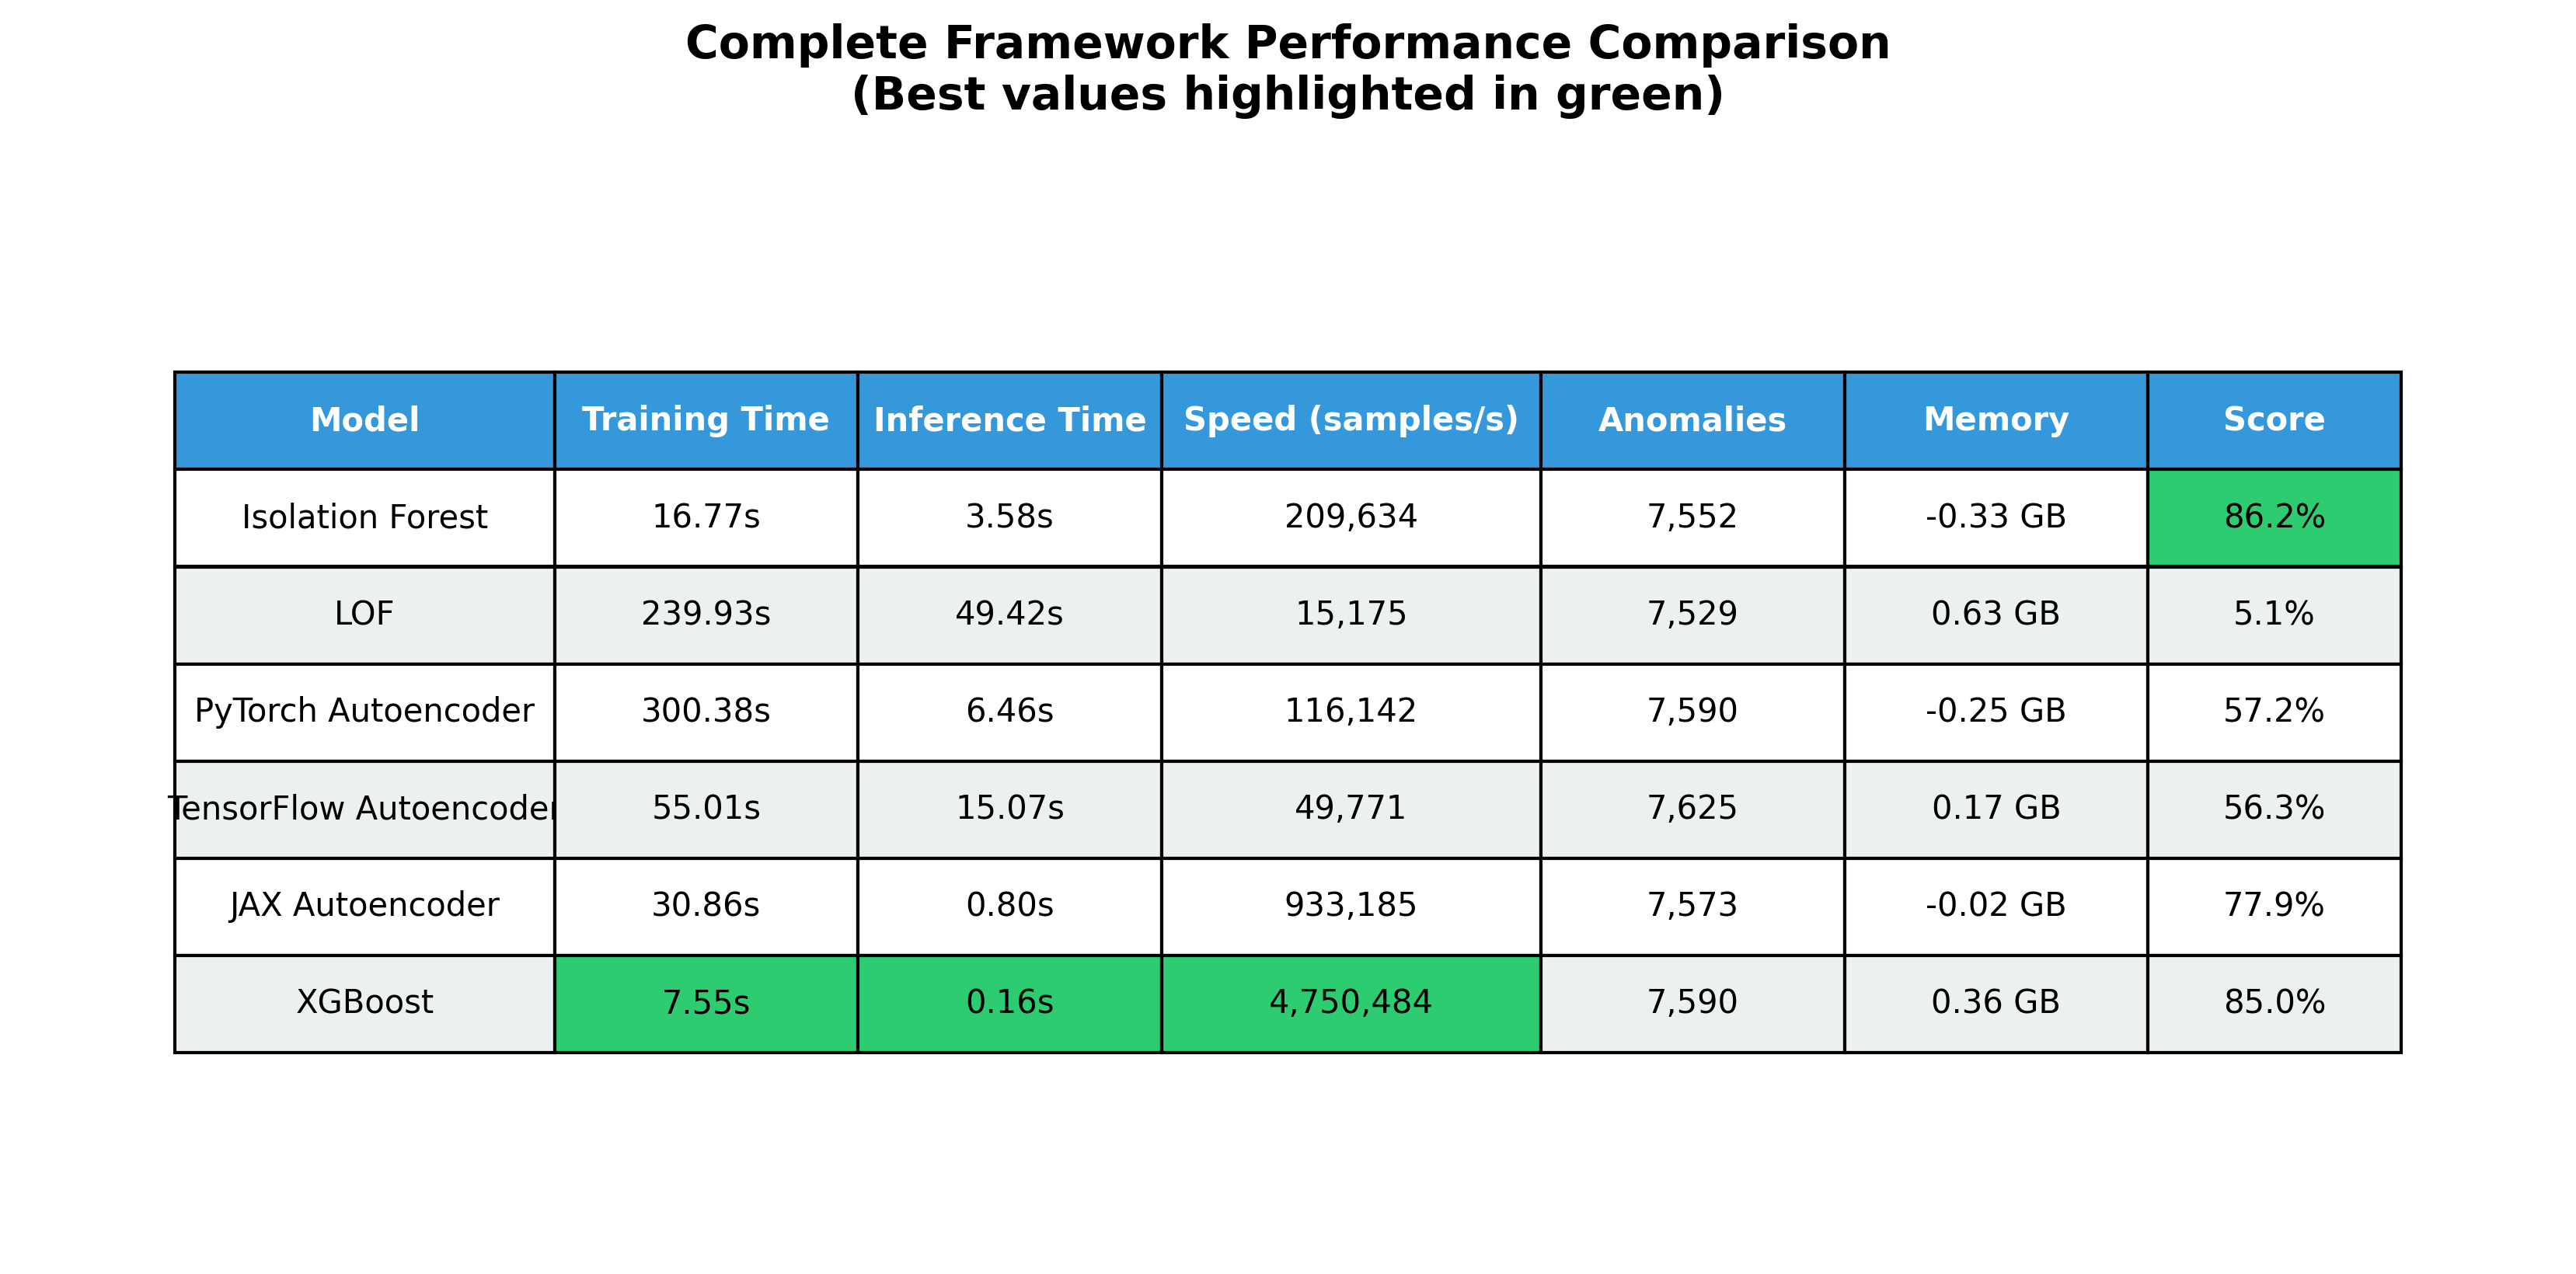 Complete Framework Performance Comparison
(Best values highlighted in green)
Model Training Time Inference Time Speed (samples/s) Anomalies Memory Score
Isolation Forest 16.77s 3.58s 209,634 7,552 -0.33 GB 86.2%
LOF 239.93s 49.42s 15,175 7,529 0.63 GB 5.1%
PyTorch Autoencoder 300.38s 6.46s 116,142 7,590 -0.25 GB 57.2%
TensorFlow Autoencoder 55.01s 15.07s 49,771 7,625 0.17 GB 56.3%
JAX Autoencoder 30.86s 0.80s 933,185 7,573 -0.02 GB 77.9%
XGBoost 7.55s 0.16s 4,750,484 7,590 0.36 GB 85.0%